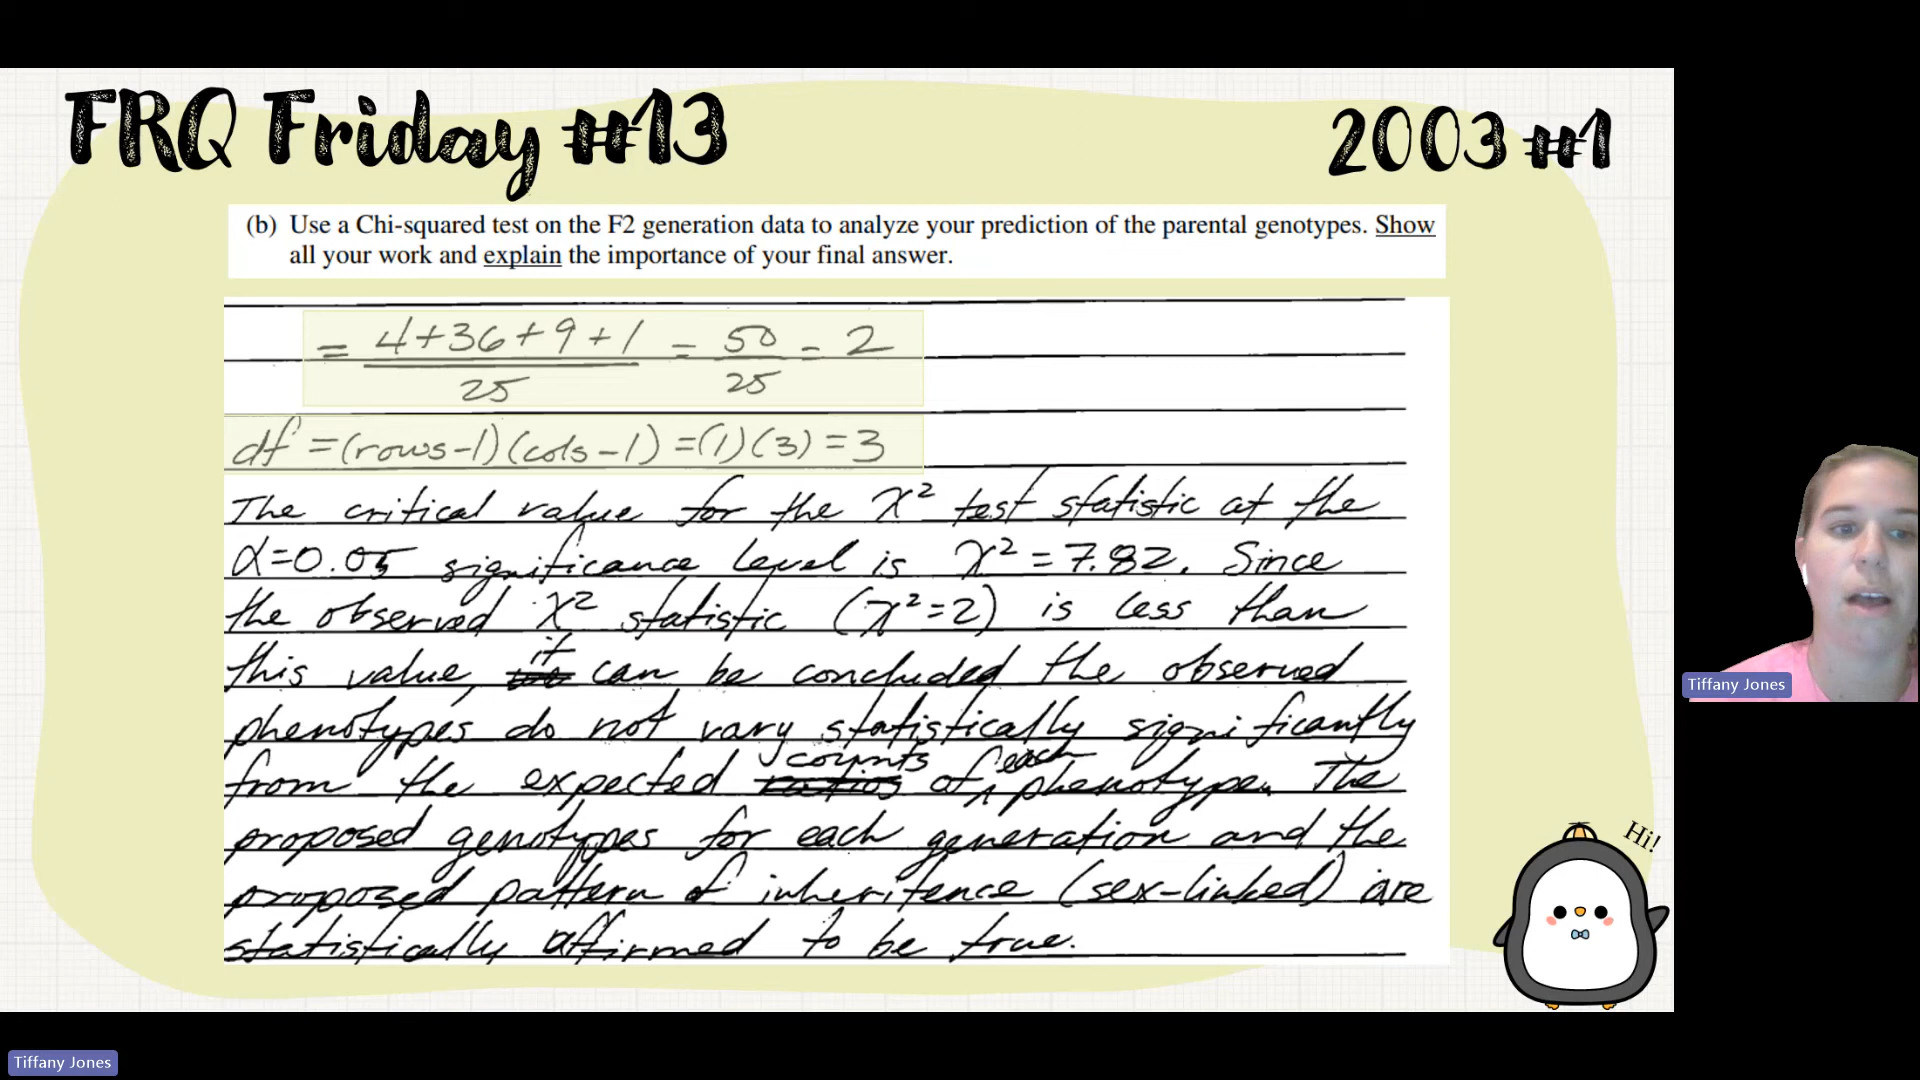 FRQ Friday #13
2003 #1
(b) Use a Chi-squared test on the F2 generation data to analyze your prediction of the parental genotypes. Show
all your work and explain the importance of your final answer.
= 4+36+9+1 / 25 = 50 / 25 = 2
df = (rows-1)(cols-1) = (1)(3) = 3
The critical value for the χ² test statistic at the
α=0.05 significance level is χ² = 7.82. Since
the observed χ² statistic (χ²=2) is less than
this value, it can be concluded the observed
phenotypes do not vary statistically significantly
from the expected counts of each phenotype. The
proposed genotypes for each generation and the
proposed pattern of inheritence (sex-linked) are
statistically affirmed to be true.
Hi!
Tiffany Jones
Tiffany Jones